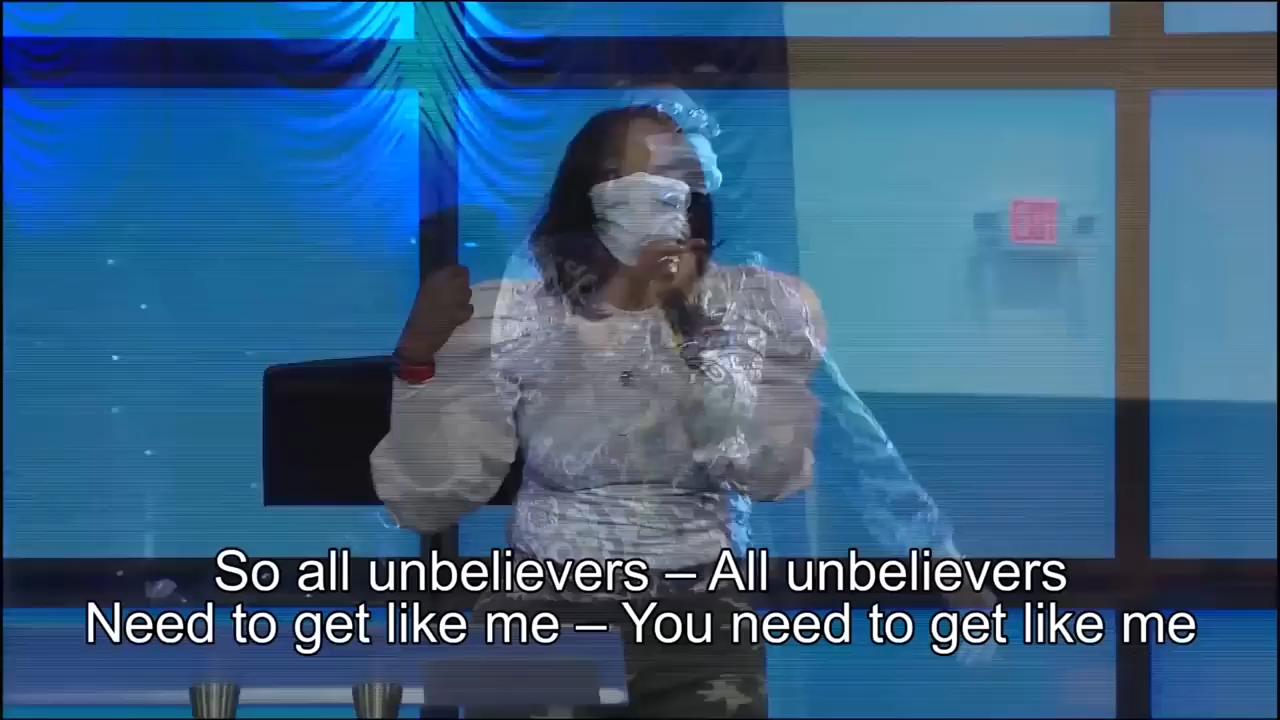 So all unbelievers – All unbelievers
Need to get like me – You need to get like me